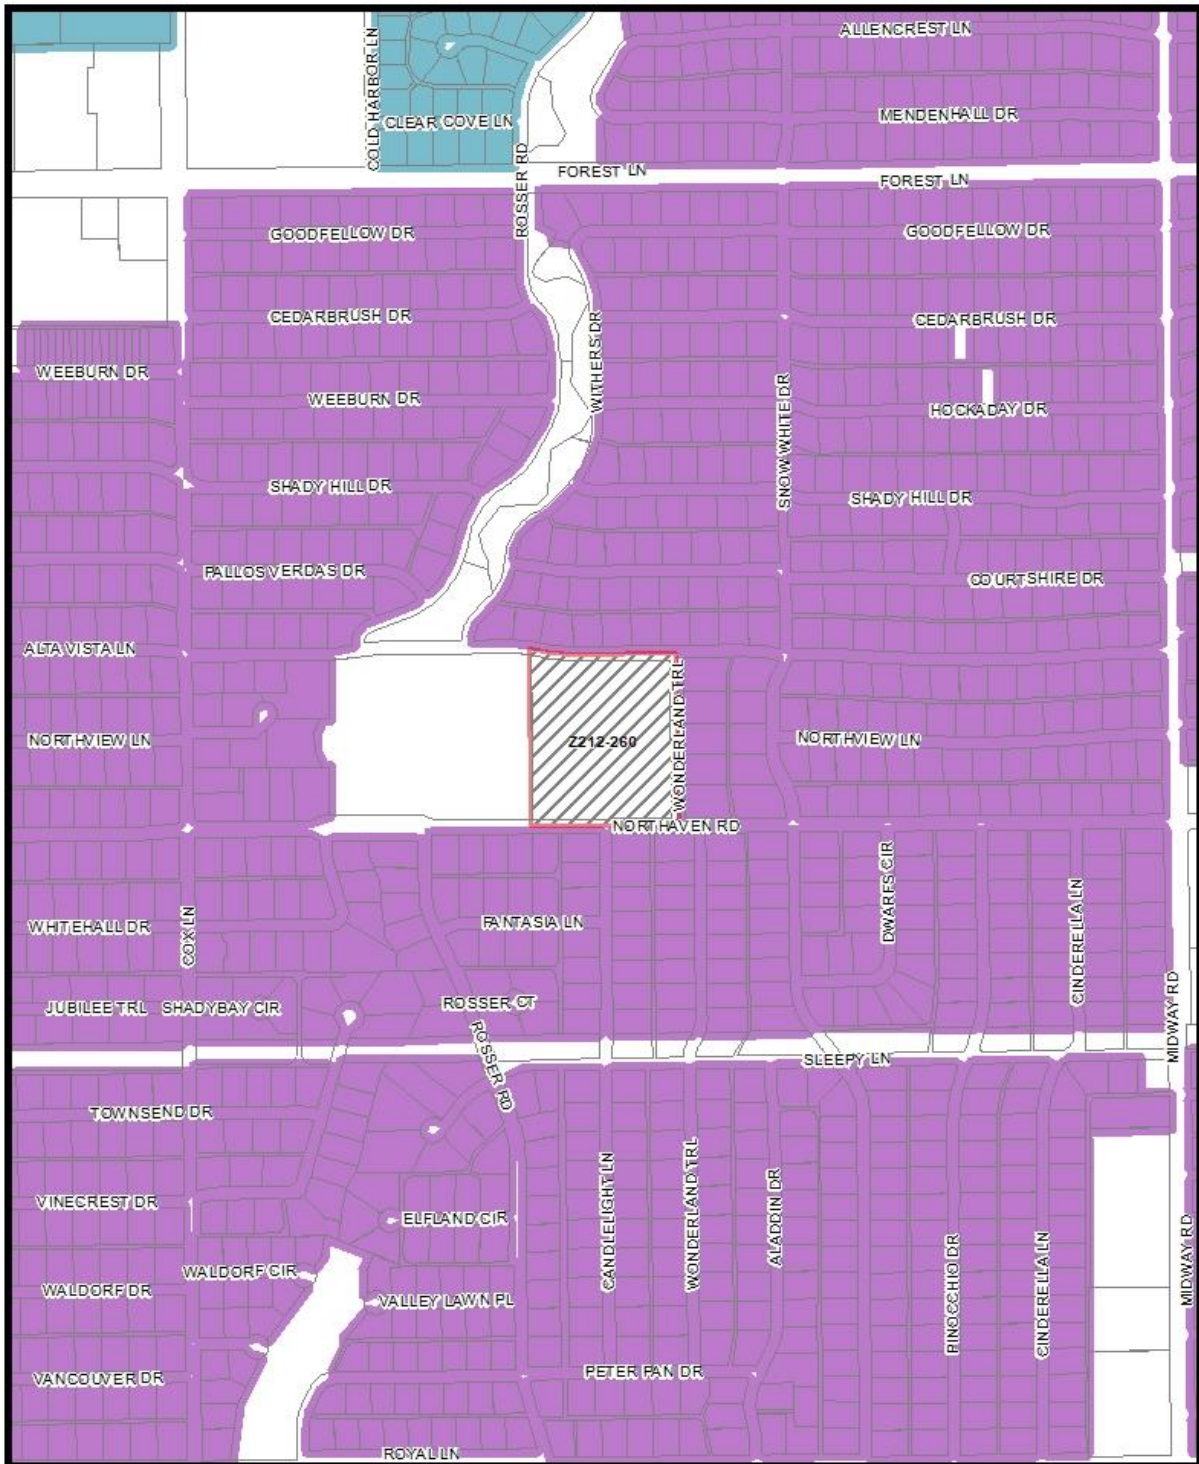 ALLENCREST LN
COLD HARBOR LN
CLEAR COVE LN
MENDENHALL DR
ROSSER RD
FOREST LN
FOREST LN
GOODFELLOW DR
GOODFELLOW DR
CEDARBRUSH DR
CEDARBRUSH DR
WITHERS DR
WEEBURN DR
WEEBURN DR
SNOW WHITE DR
HOCKADAY DR
SHADY HILL DR
SHADY HILL DR
PALLOS VERDAS DR
COURTSHIRE DR
ALTA VISTA LN
WONDERLAND TRL
NORTHVIEW LN
Z212-260
NORTHVIEW LN
NORTHAVEN RD
DWARFS CIR
WHITEHALL DR
COX LN
FANTASIA LN
CINDERELLA LN
JUBILEE TRL
SHADYBAY CIR
ROSSER CT
MIDWAY RD
ROSSER RD
SLEEPY LN
TOWNSEND DR
VINECREST DR
ELFLAND CIR
CANDLELIGHT LN
WONDERLAND TRL
ALADDIN DR
PINOCCHIO DR
CINDERELLA LN
MIDWAY RD
WALDORF CIR
WALDORF DR
VALLEY LAWN PL
VANCOUVER DR
PETER PAN DR
ROYAL LN